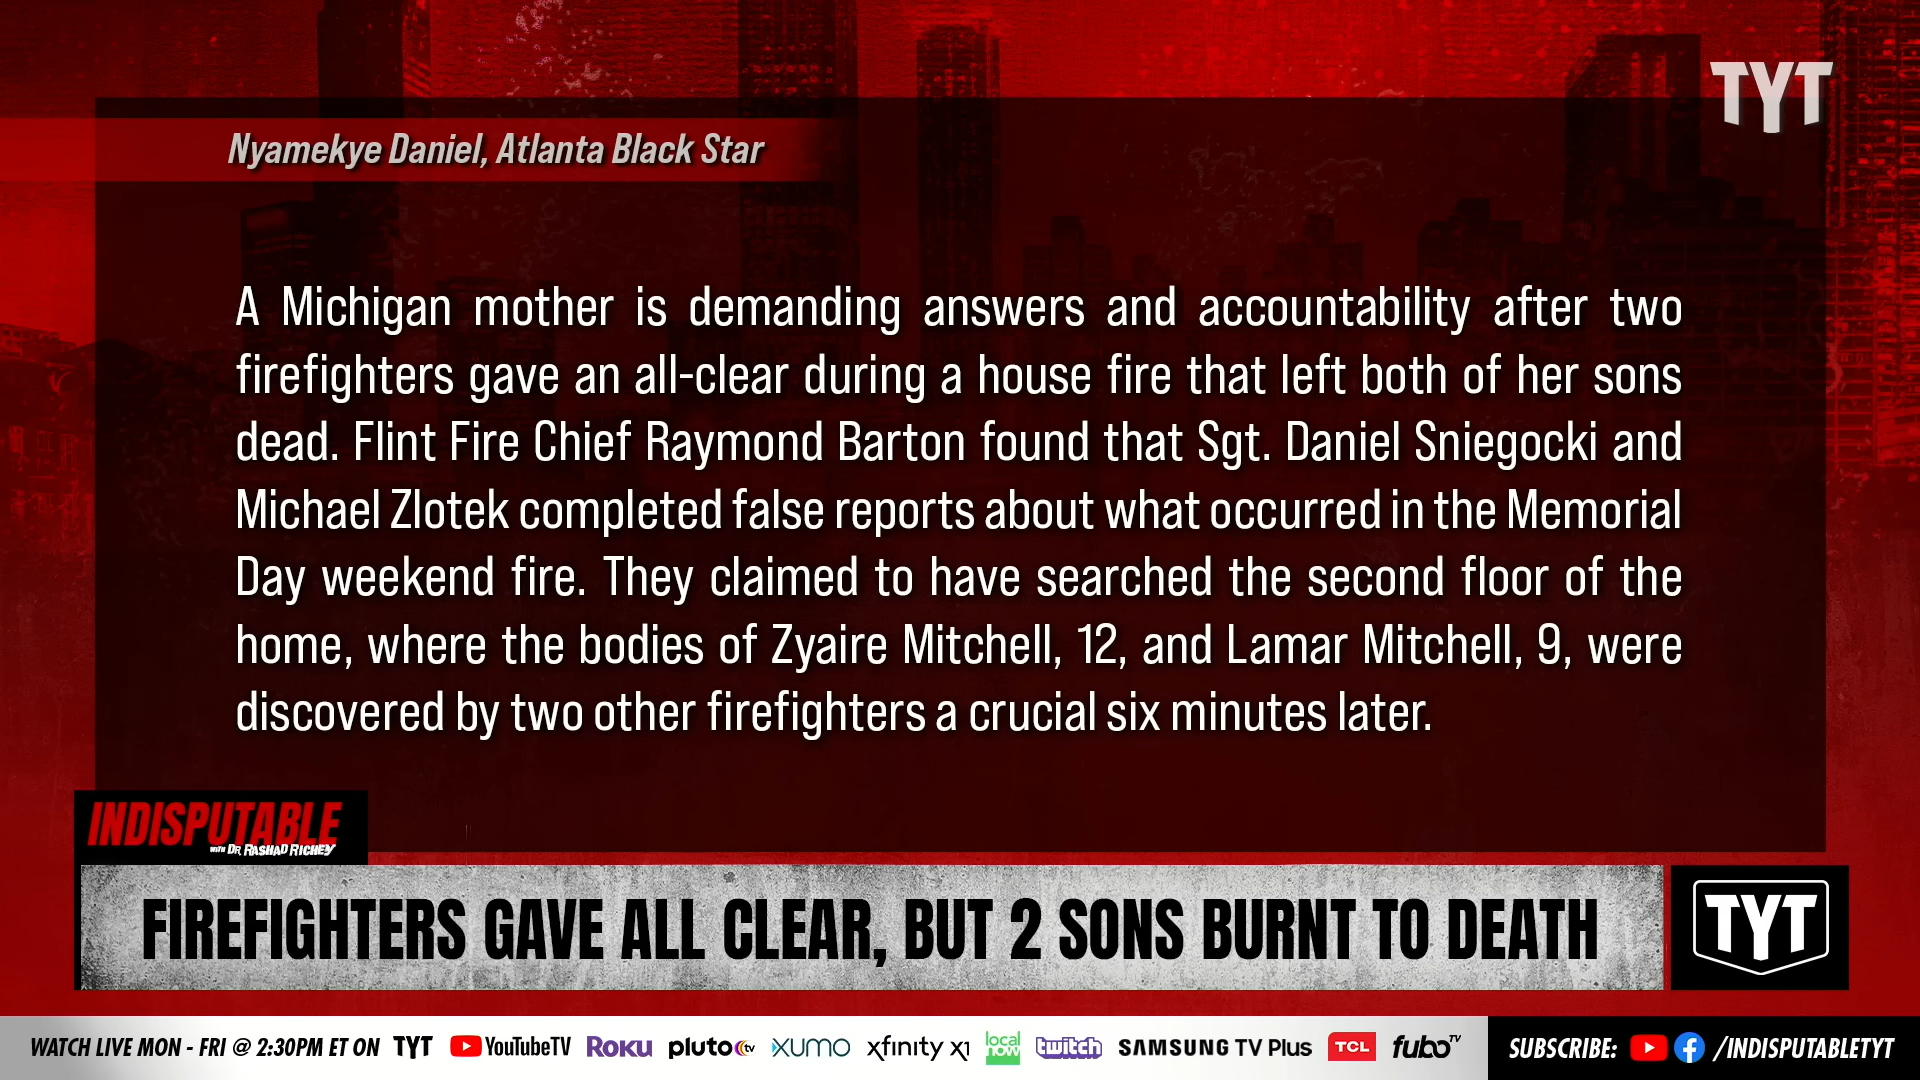 TYT
Nyamekye Daniel, Atlanta Black Star
A Michigan mother is demanding answers and accountability after two
firefighters gave an all-clear during a house fire that left both of her sons
dead. Flint Fire Chief Raymond Barton found that Sgt. Daniel Sniegocki and
Michael Zlotek completed false reports about what occurred in the Memorial
Day weekend fire. They claimed to have searched the second floor of the
home, where the bodies of Zyaire Mitchell, 12, and Lamar Mitchell, 9, were
discovered by two other firefighters a crucial six minutes later.
INDISPUTABLE
WITH DR RASHAD RICHEY
FIREFIGHTERS GAVE ALL CLEAR, BUT 2 SONS BURNT TO DEATH
TYT
WATCH LIVE MON - FRI @ 2:30PM ET ON TYT YouTubeTV ROKU pluto tv XUMO xfinity x1 local now twitch SAMSUNG TV Plus TCL fubo TV SUBSCRIBE: /INDISPUTABLETYT